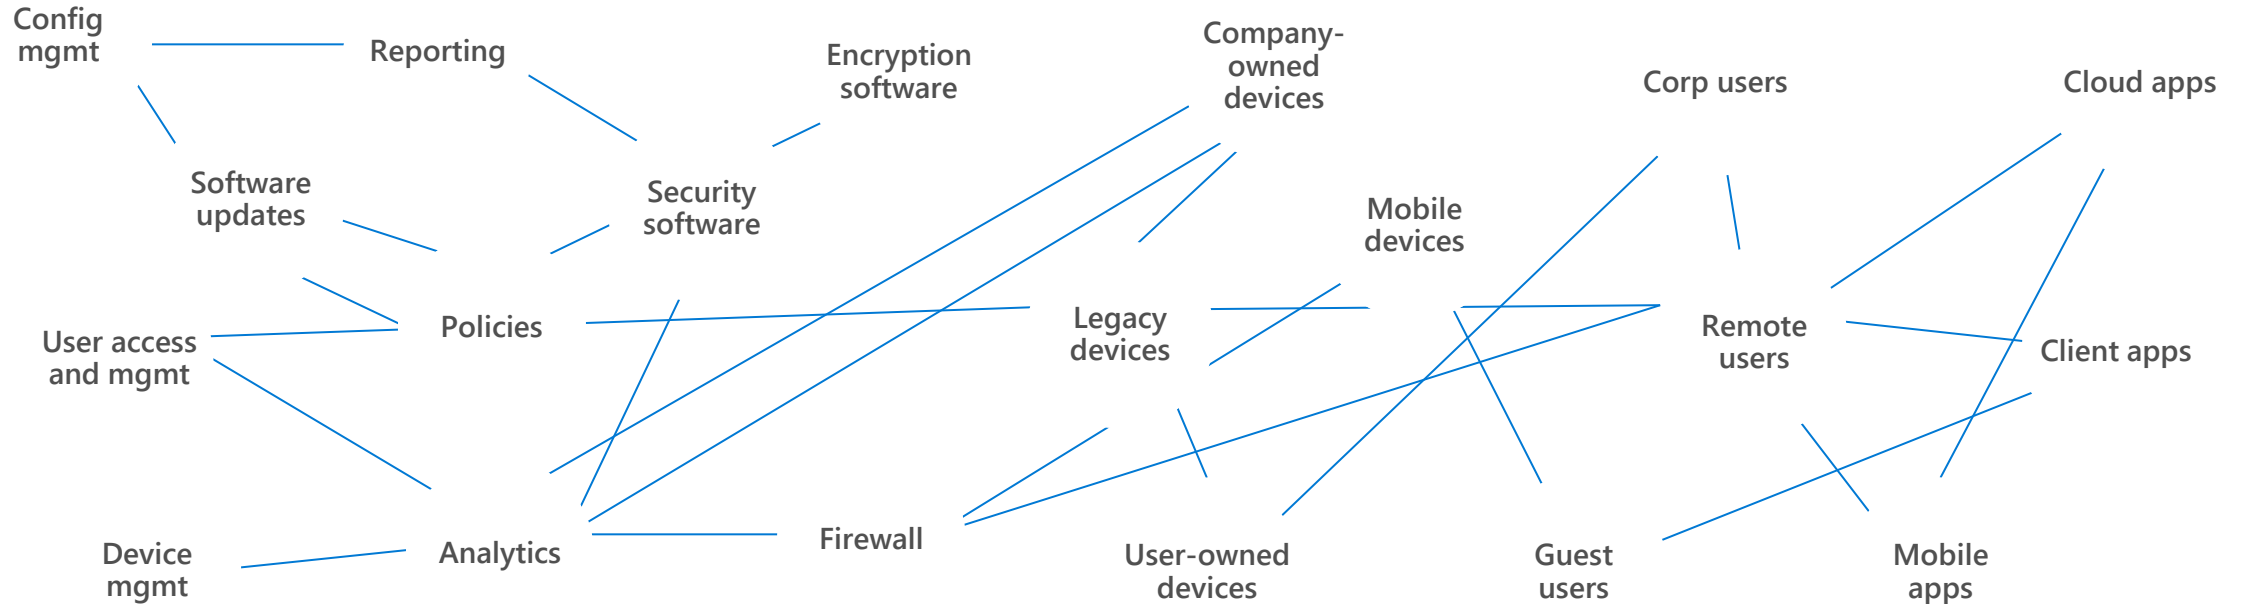 Config
mgmt
Reporting
Encryption
software
Company-
owned
devices
Corp users
Cloud apps
Software
updates
Security
software
Mobile
devices
User access
and mgmt
Policies
Legacy
devices
Remote
users
Client apps
Device
mgmt
Analytics
Firewall
User-owned
devices
Guest
users
Mobile
apps